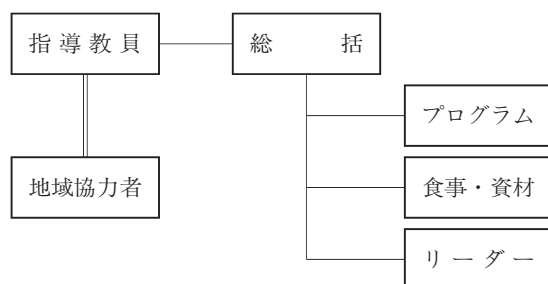 指導教員
総括
プログラム
地域協力者
食事・資材
リーダー